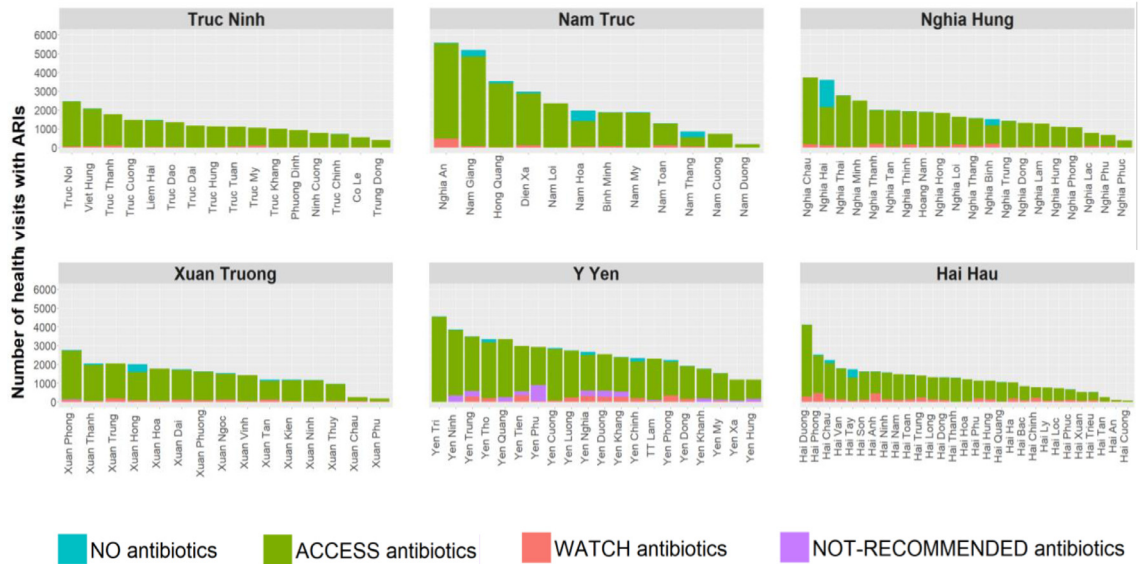 Number of health visits with ARIs
Truc Ninh
Nam Truc
Nghia Hung
6000
5000
4000
3000
2000
1000
0
Truc Noi
Viet Hung
Truc Thanh
Truc Cuong
Liem Hai
Truc Dao
Truc Dai
Truc Hung
Truc Tuan
Truc My
Truc Khang
Phuong Dinh
Ninh Cuong
Truc Chinh
Co Le
Trung Dong
Nghia An
Nam Giang
Hong Quang
Dien Xa
Nam Loi
Nam Hoa
Binh Minh
Nam My
Nam Toan
Nam Thang
Nam Cuong
Nam Duong
Nghia Chau
Nghia Hai
Nghia Thai
Nghia Minh
Nghia Thanh
Nghia Tan
Nghia Thinh
Hoang Nam
Nghia Hong
Nghia Loi
Nghia Thang
Nghia Binh
Nghia Trung
Nghia Dong
Nghia Lam
Nghia Hung
Nghia Phong
Nghia Lac
Nghia Phu
Nghia Phuc
Xuan Truong
Y Yen
Hai Hau
6000
5000
4000
3000
2000
1000
0
Xuan Phong
Xuan Thanh
Xuan Trung
Xuan Hong
Xuan Hoa
Xuan Dai
Xuan Phuong
Xuan Ngoc
Xuan Vinh
Xuan Tan
Xuan Kien
Xuan Ninh
Xuan Thuy
Xuan Chau
Xuan Phu
Yen Tri
Yen Ninh
Yen Trung
Yen Tho
Yen Quang
Yen Tien
Yen Phu
Yen Cuong
Yen Luong
Yen Nghia
Yen Duong
Yen Khang
Yen Chinh
TT Lam
Yen Phong
Yen Dong
Yen Khanh
Yen My
Yen Xa
Yen Hung
Hai Duong
Hai Phong
Hai Chau
Hai Van
Hai Tay
Hai Son
Hai Anh
Hai Ninh
Hai Nam
Hai Toan
Hai Trung
Hai Long
Hai Dong
Hai Thanh
Hai Hoa
Hai Phu
Hai Hung
Hai Quang
Hai Ha
Hai Bac
Hai Chinh
Hai Ly
Hai Loc
Hai Phuc
Hai Xuan
Hai Trieu
Hai Tan
Hai An
Hai Cuong
NO antibiotics
ACCESS antibiotics
WATCH antibiotics
NOT-RECOMMENDED antibiotics